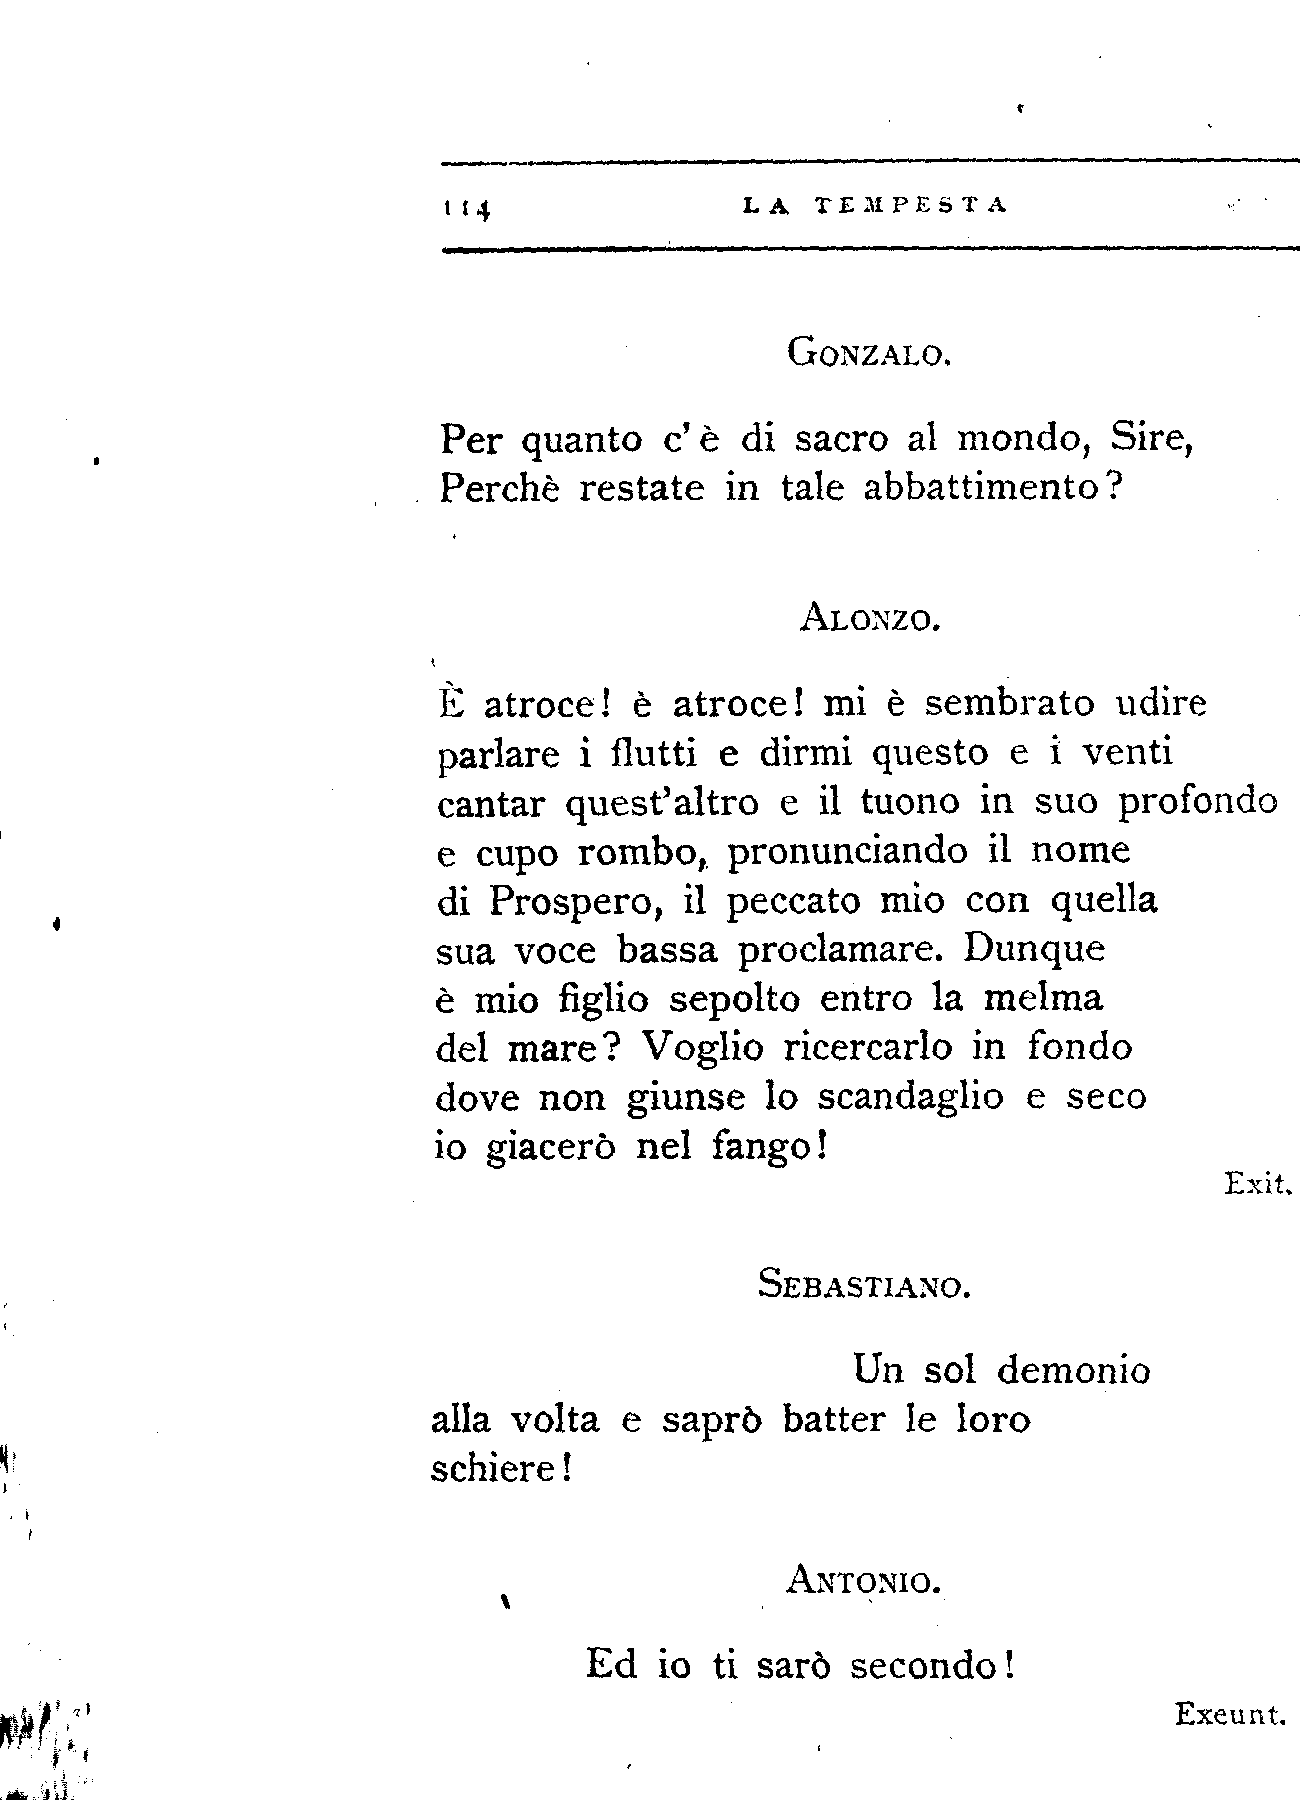 114 LA TEMPESTA
GONZALO.
Per quanto c' è di sacro al mondo, Sire,
Perchè restate in tale abbattimento?
ALONZO.
È atroce! è atroce! mi è sembrato udire
parlare i flutti e dirmi questo e i venti
cantar quest'altro e il tuono in suo profondo
e cupo rombo, pronunciando il nome
di Prospero, il peccato mio con quella
sua voce bassa proclamare. Dunque
è mio figlio sepolto entro la melma
del mare? Voglio ricercarlo in fondo
dove non giunse lo scandaglio e seco
io giacerò nel fango!
Exit.
SEBASTIANO.
Un sol demonio
alla volta e saprò batter le loro
schiere!
ANTONIO.
Ed io ti sarò secondo!
Exeunt.